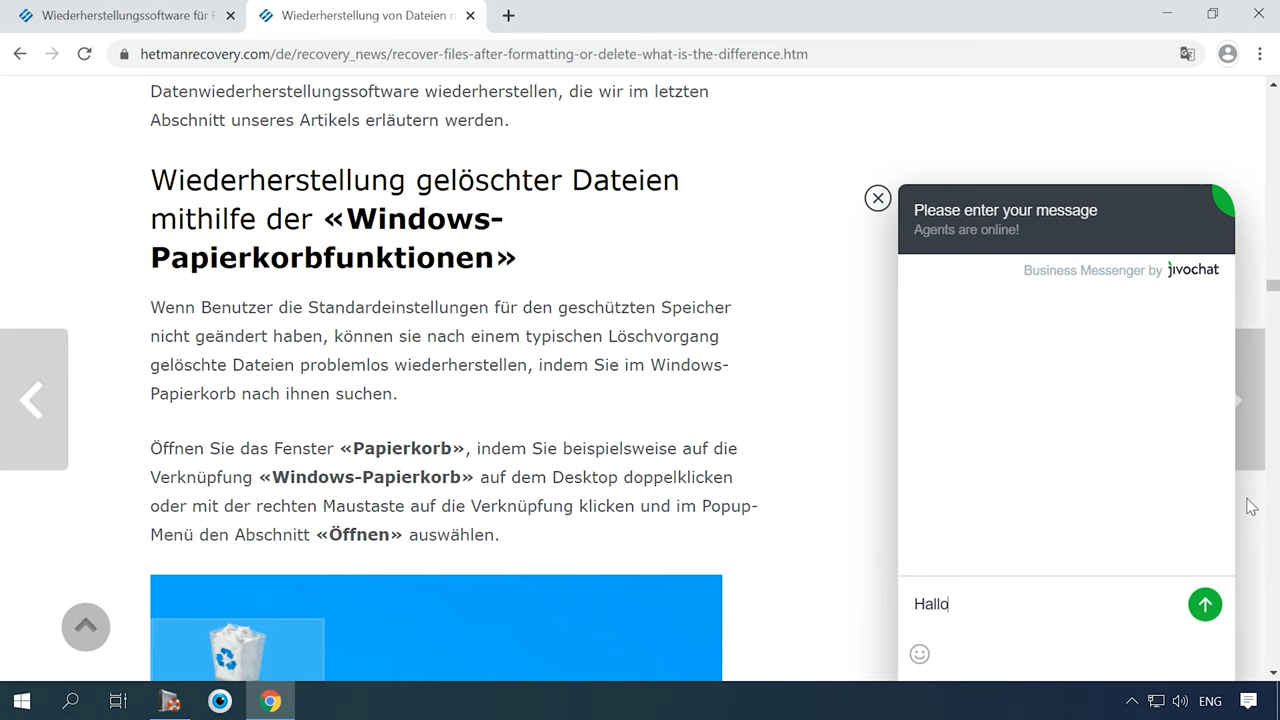 Wiederherstellungssoftware für F
Wiederherstellung von Dateien n
hetmanrecovery.com/de/recovery_news/recover-files-after-formatting-or-delete-what-is-the-difference.htm
Datenwiederherstellungssoftware wiederherstellen, die wir im letzten
Abschnitt unseres Artikels erläutern werden.
Wiederherstellung gelöschter Dateien
mithilfe der «Windows-
Papierkorbfunktionen»
Wenn Benutzer die Standardeinstellungen für den geschützten Speicher
nicht geändert haben, können sie nach einem typischen Löschvorgang
gelöschte Dateien problemlos wiederherstellen, indem Sie im Windows-
Papierkorb nach ihnen suchen.
Öffnen Sie das Fenster «Papierkorb», indem Sie beispielsweise auf die
Verknüpfung «Windows-Papierkorb» auf dem Desktop doppelklicken
oder mit der rechten Maustaste auf die Verknüpfung klicken und im Popup-
Menü den Abschnitt «Öffnen» auswählen.
Please enter your message
Agents are online!
Business Messenger by jivochat
Hallo
ENG